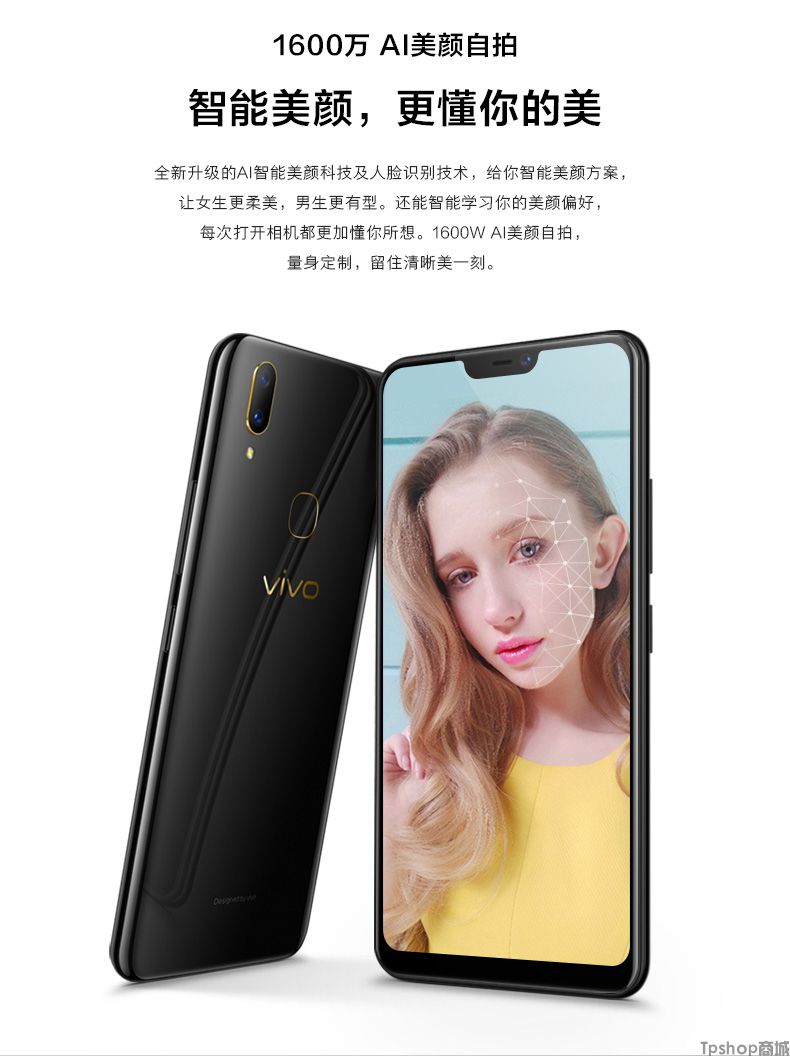 1600万 AI美颜自拍
智能美颜，更懂你的美
全新升级的AI智能美颜科技及人脸识别技术，给你智能美颜方案，
让女生更柔美，男生更有型。还能智能学习你的美颜偏好，
每次打开相机都更加懂你所想。1600W AI美颜自拍，
量身定制，留住清晰美一刻。
vivo
Designed by vivo
Tpshop商城